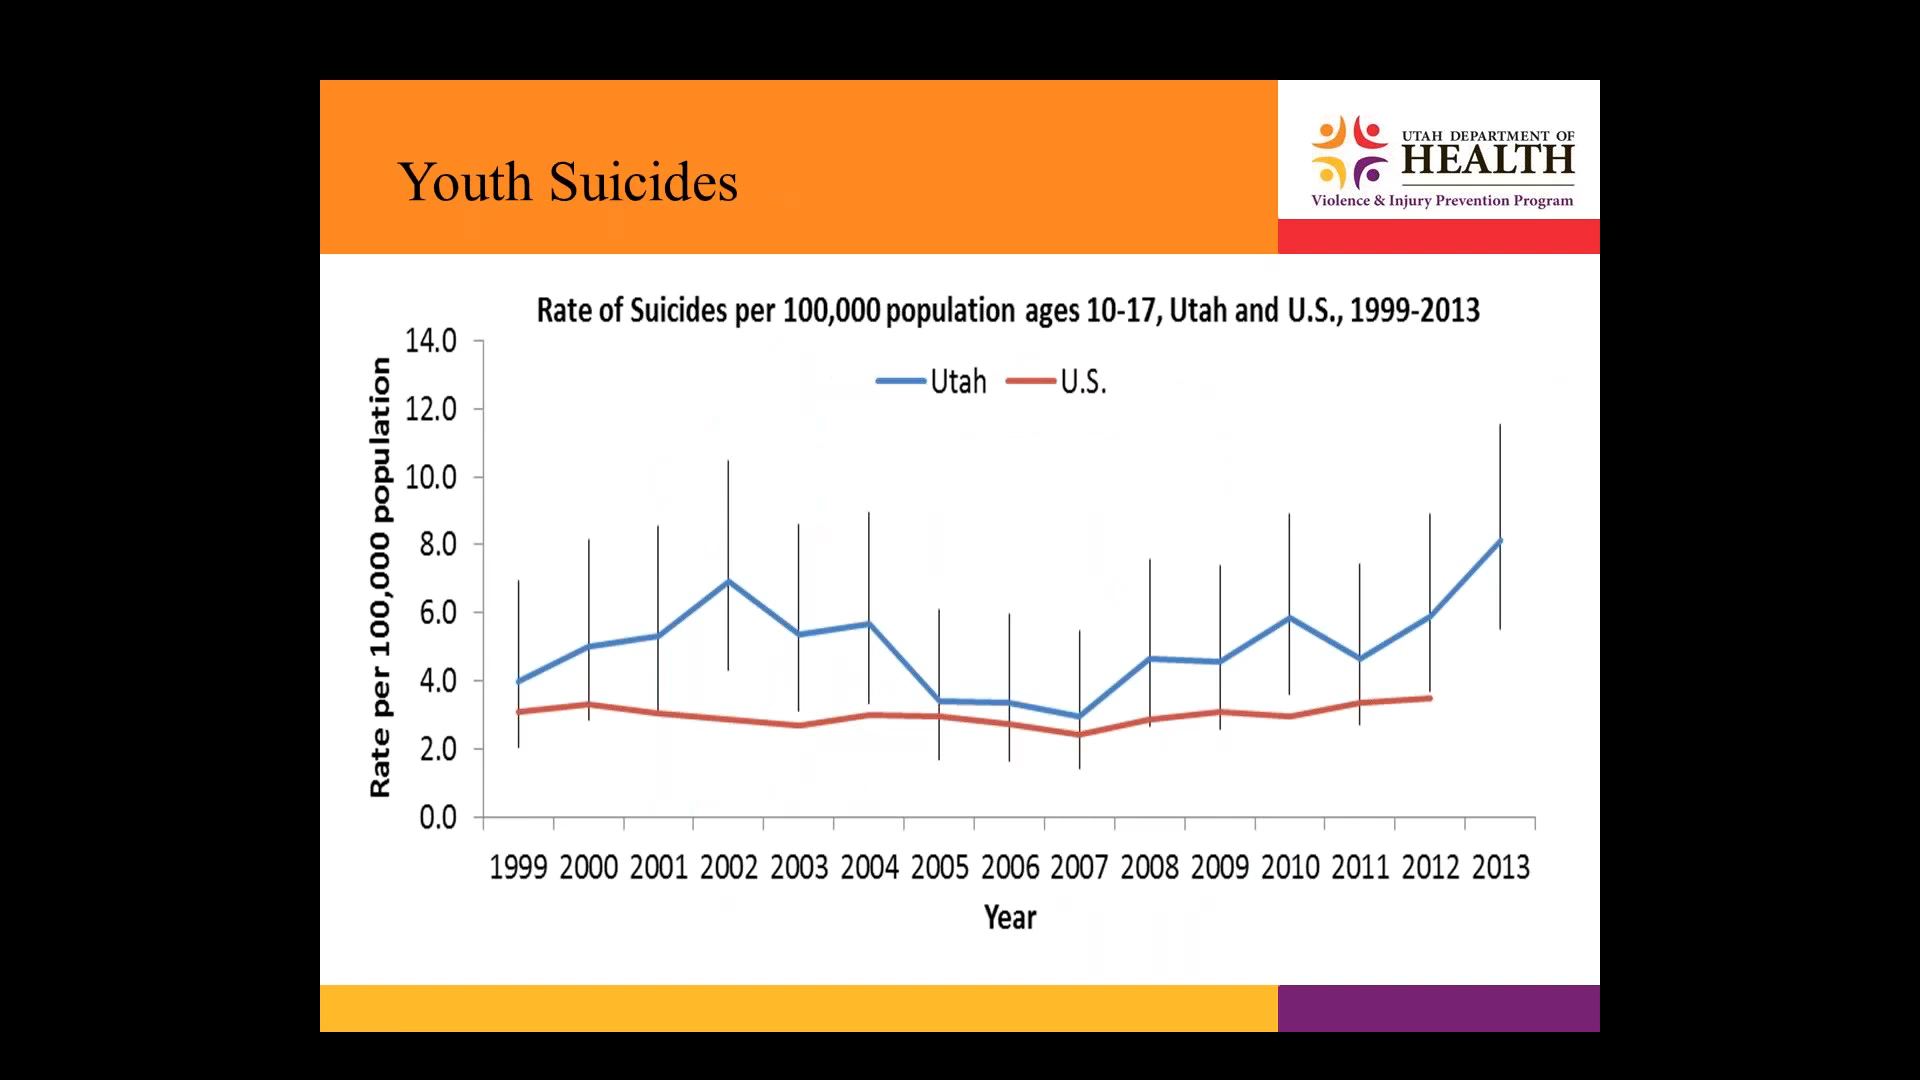 Youth Suicides
UTAH DEPARTMENT OF
HEALTH
Violence & Injury Prevention Program
Rate of Suicides per 100,000 population ages 10-17, Utah and U.S., 1999-2013
Utah U.S.
Rate per 100,000 population
14.0
12.0
10.0
8.0
6.0
4.0
2.0
0.0
1999 2000 2001 2002 2003 2004 2005 2006 2007 2008 2009 2010 2011 2012 2013
Year